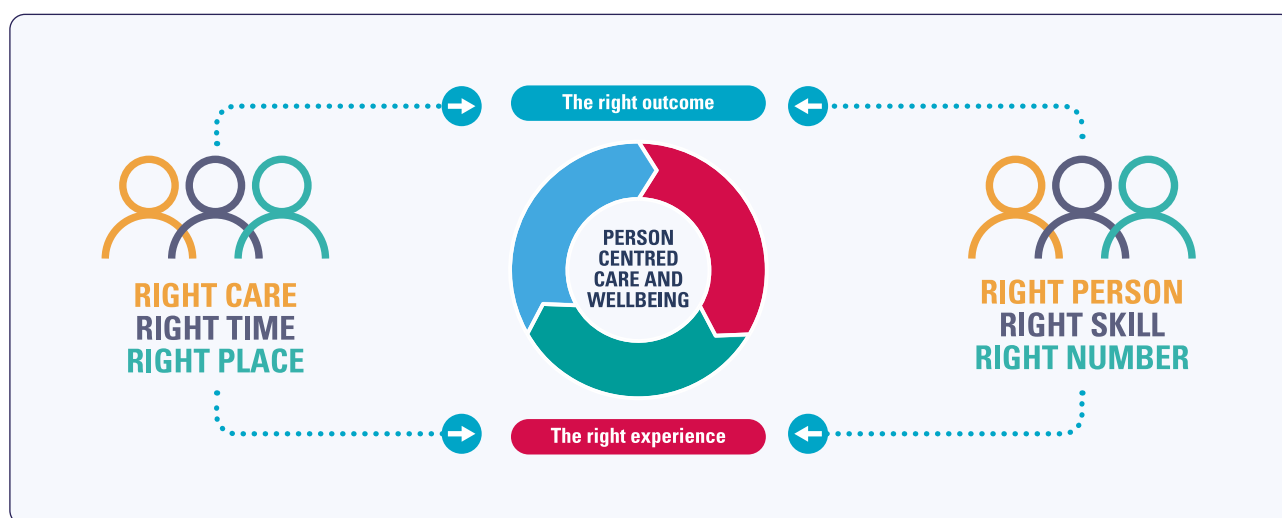 The right outcome
RIGHT CARE
RIGHT TIME
RIGHT PLACE
PERSON
CENTRED
CARE AND
WELLBEING
RIGHT PERSON
RIGHT SKILL
RIGHT NUMBER
The right experience